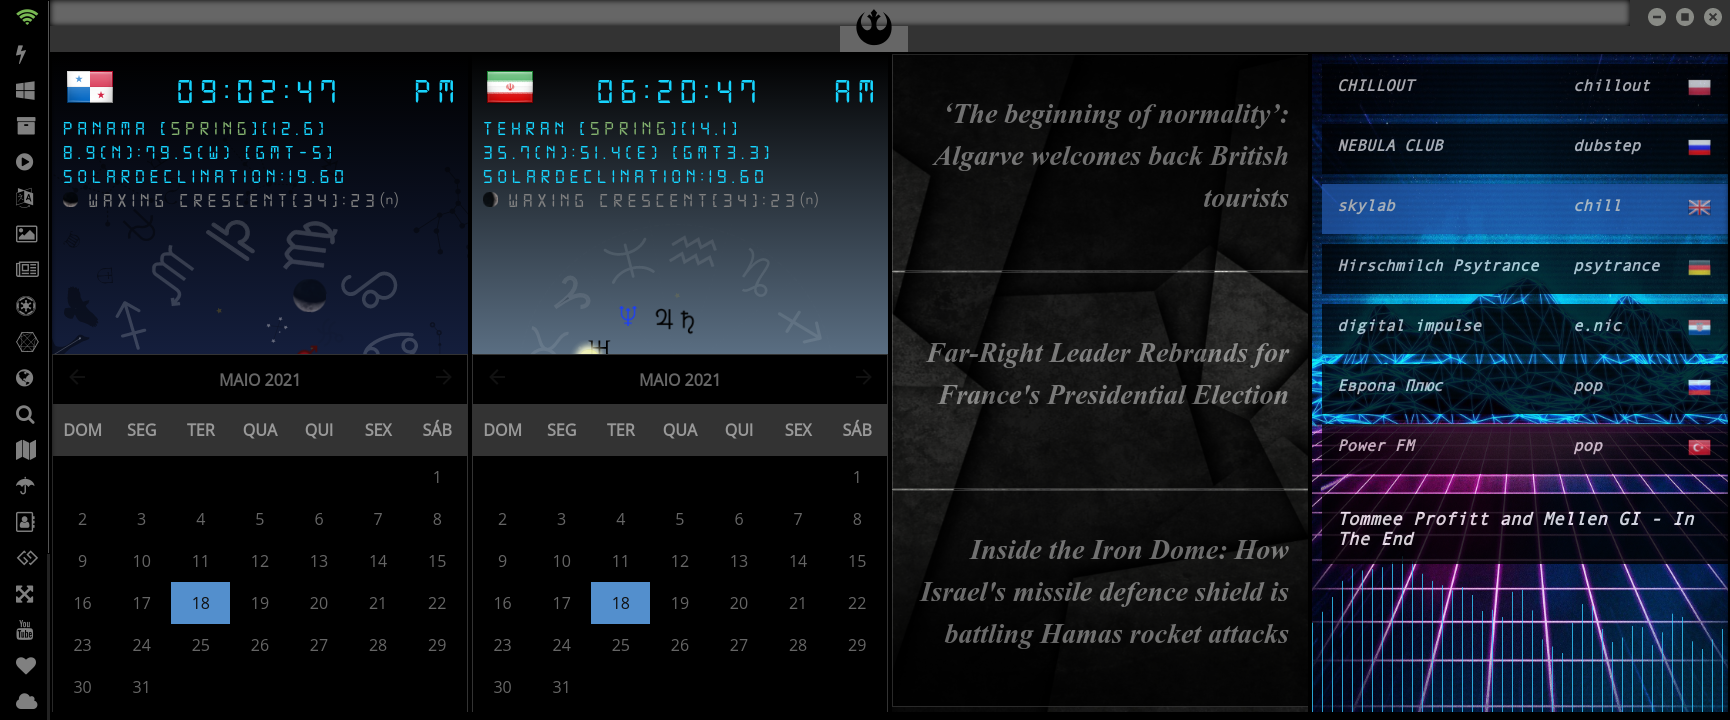 09:02:47 PM
PANAMA [SPRING][12.6]
8.9(N):79.5(W) [GMT-5]
SOLARDECLINATION:19.60
WAXING CRESCENT[34]:23(n)
MAIO 2021
DOM SEG TER QUA QUI SEX SÁB
1
2 3 4 5 6 7 8
9 10 11 12 13 14 15
16 17 18 19 20 21 22
23 24 25 26 27 28 29
30 31
06:20:47 AM
TEHRAN [SPRING][14.1]
35.7(N):51.4(E) [GMT3.3]
SOLARDECLINATION:19.60
WAXING CRESCENT[34]:23(n)
MAIO 2021
DOM SEG TER QUA QUI SEX SÁB
1
2 3 4 5 6 7 8
9 10 11 12 13 14 15
16 17 18 19 20 21 22
23 24 25 26 27 28 29
30 31
‘The beginning of normality’:
Algarve welcomes back British
tourists
Far-Right Leader Rebrands for
France's Presidential Election
Inside the Iron Dome: How
Israel's missile defence shield is
battling Hamas rocket attacks
CHILLOUT chillout
NEBULA CLUB dubstep
skylab chill
Hirschmilch Psytrance psytrance
digital impulse e.nic
Европа Плюс pop
Power FM pop
Tommee Profitt and Mellen GI - In
The End
You
Tube